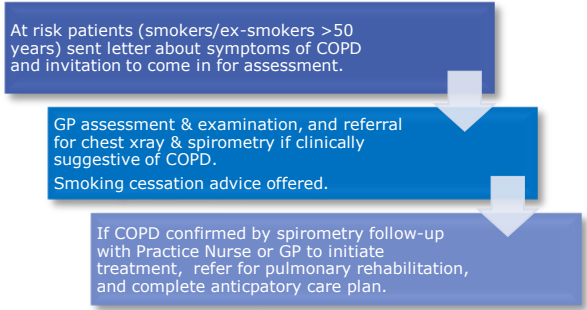 At risk patients (smokers/ex-smokers >50
years) sent letter about symptoms of COPD
and invitation to come in for assessment.
GP assessment & examination, and referral
for chest xray & spirometry if clinically
suggestive of COPD.
Smoking cessation advice offered.
If COPD confirmed by spirometry follow-up
with Practice Nurse or GP to initiate
treatment, refer for pulmonary rehabilitation,
and complete anticpatory care plan.